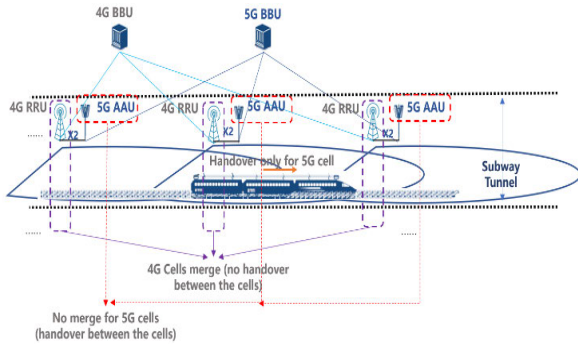 4G BBU
5G BBU
4G RRU
5G AAU
4G RRU
5G AAU
4G RRU
5G AAU
X2
X2
X2
......
Handover only for 5G cell
Subway
Tunnel
......
......
4G Cells merge (no handover
between the cells)
No merge for 5G cells
(handover between the cells)